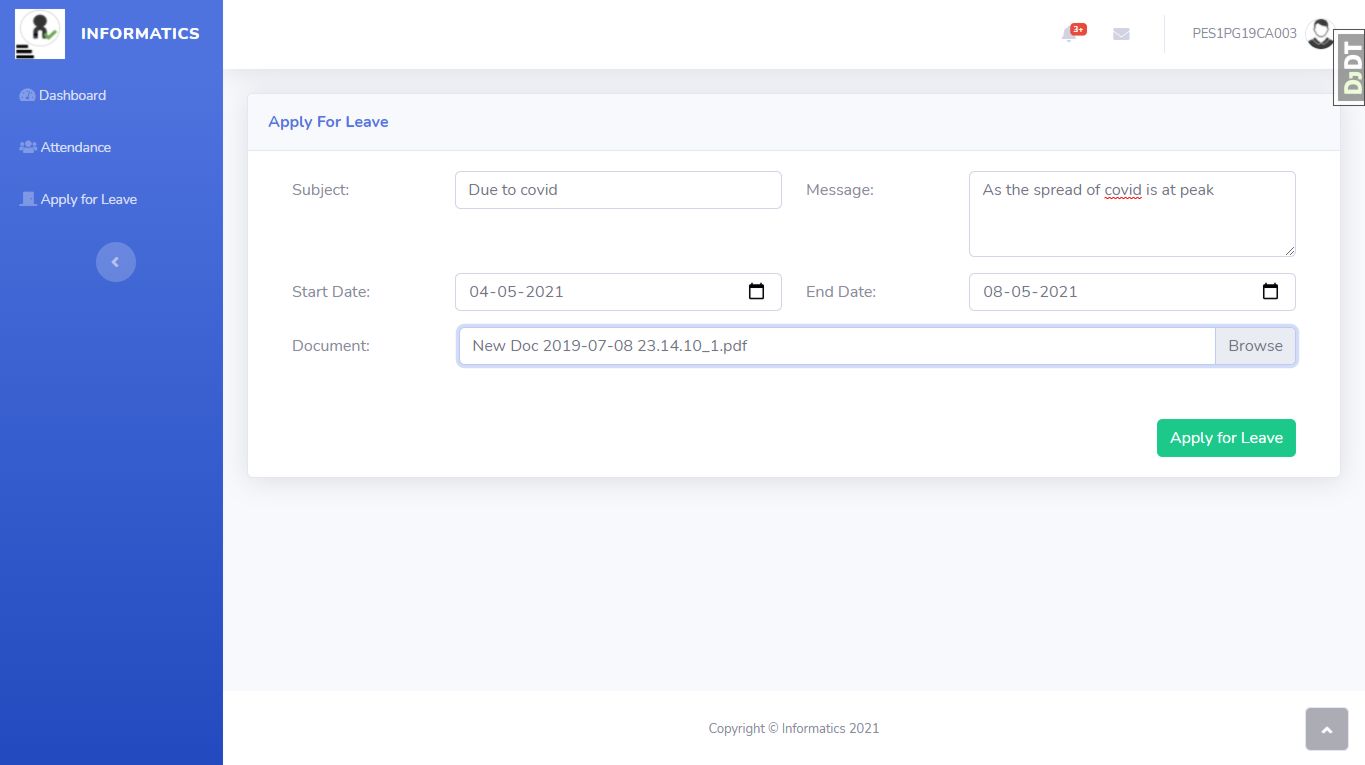 INFORMATICS
3+
PES1PG19CA003
DJDT
Dashboard
Attendance
Apply for Leave
Apply For Leave
Subject: Due to covid
Message: As the spread of covid is at peak
Start Date: 04-05-2021
End Date: 08-05-2021
Document: New Doc 2019-07-08 23.14.10_1.pdf Browse
Apply for Leave
Copyright © Informatics 2021